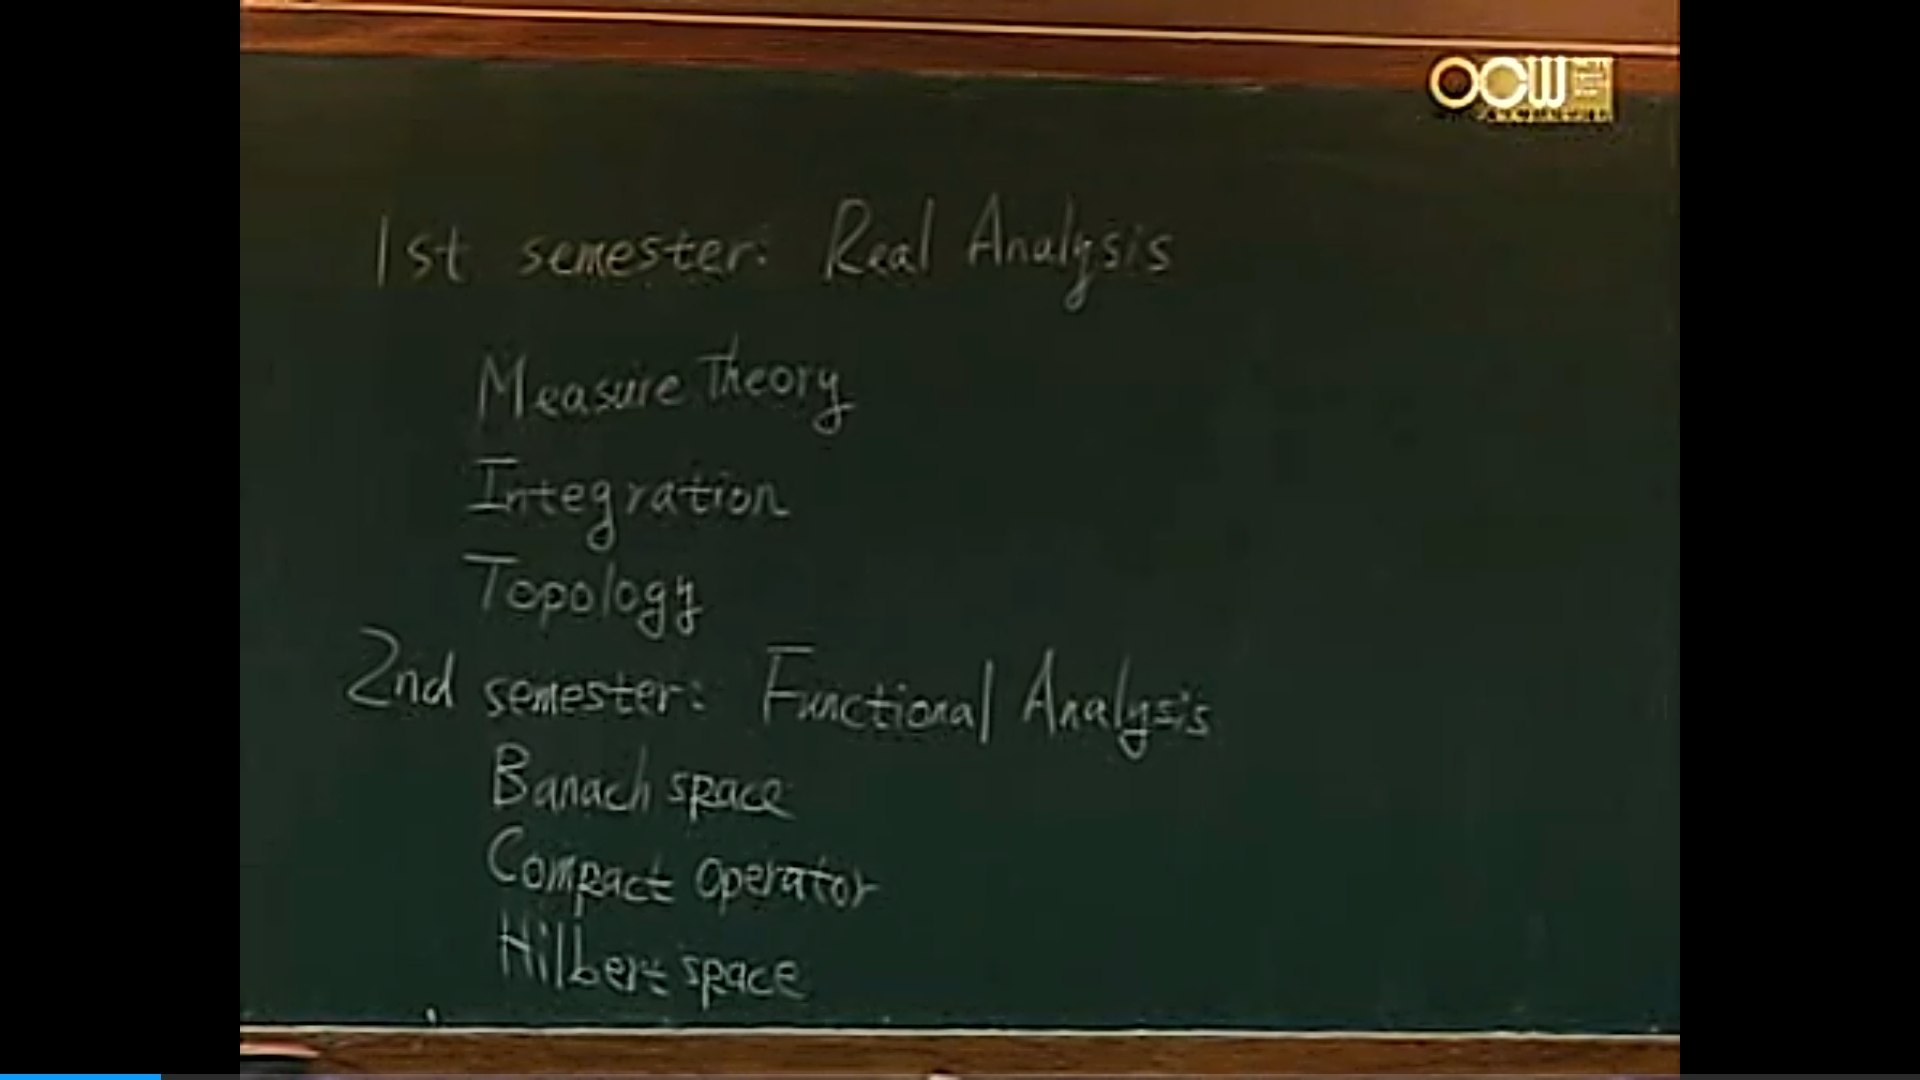 OCW
1st semester: Real Analysis
Measure Theory
Integration
Topology
2nd semester: Functional Analysis
Banach space
Compact operator
Hilbert space